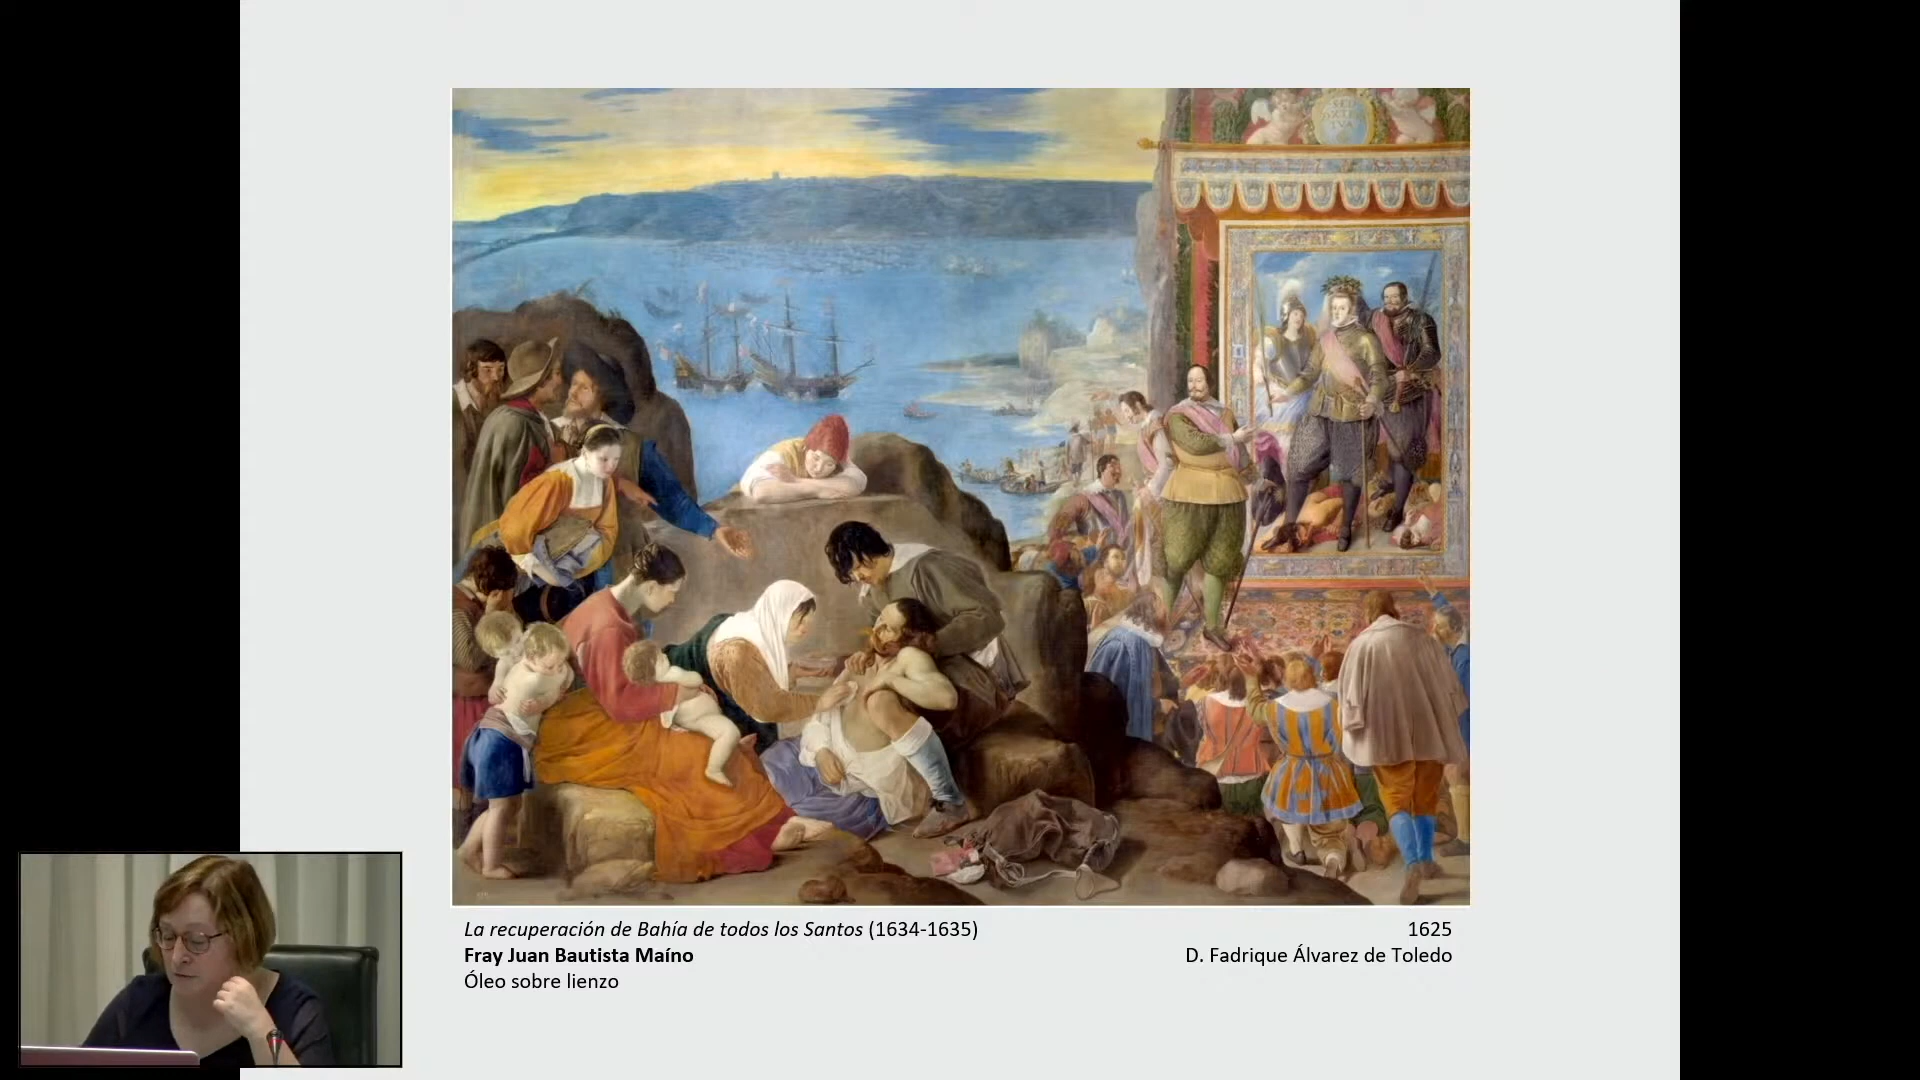 SED
La recuperación de Bahía de todos los Santos (1634-1635)
Fray Juan Bautista Maíno
Óleo sobre lienzo
1625
D. Fadrique Álvarez de Toledo